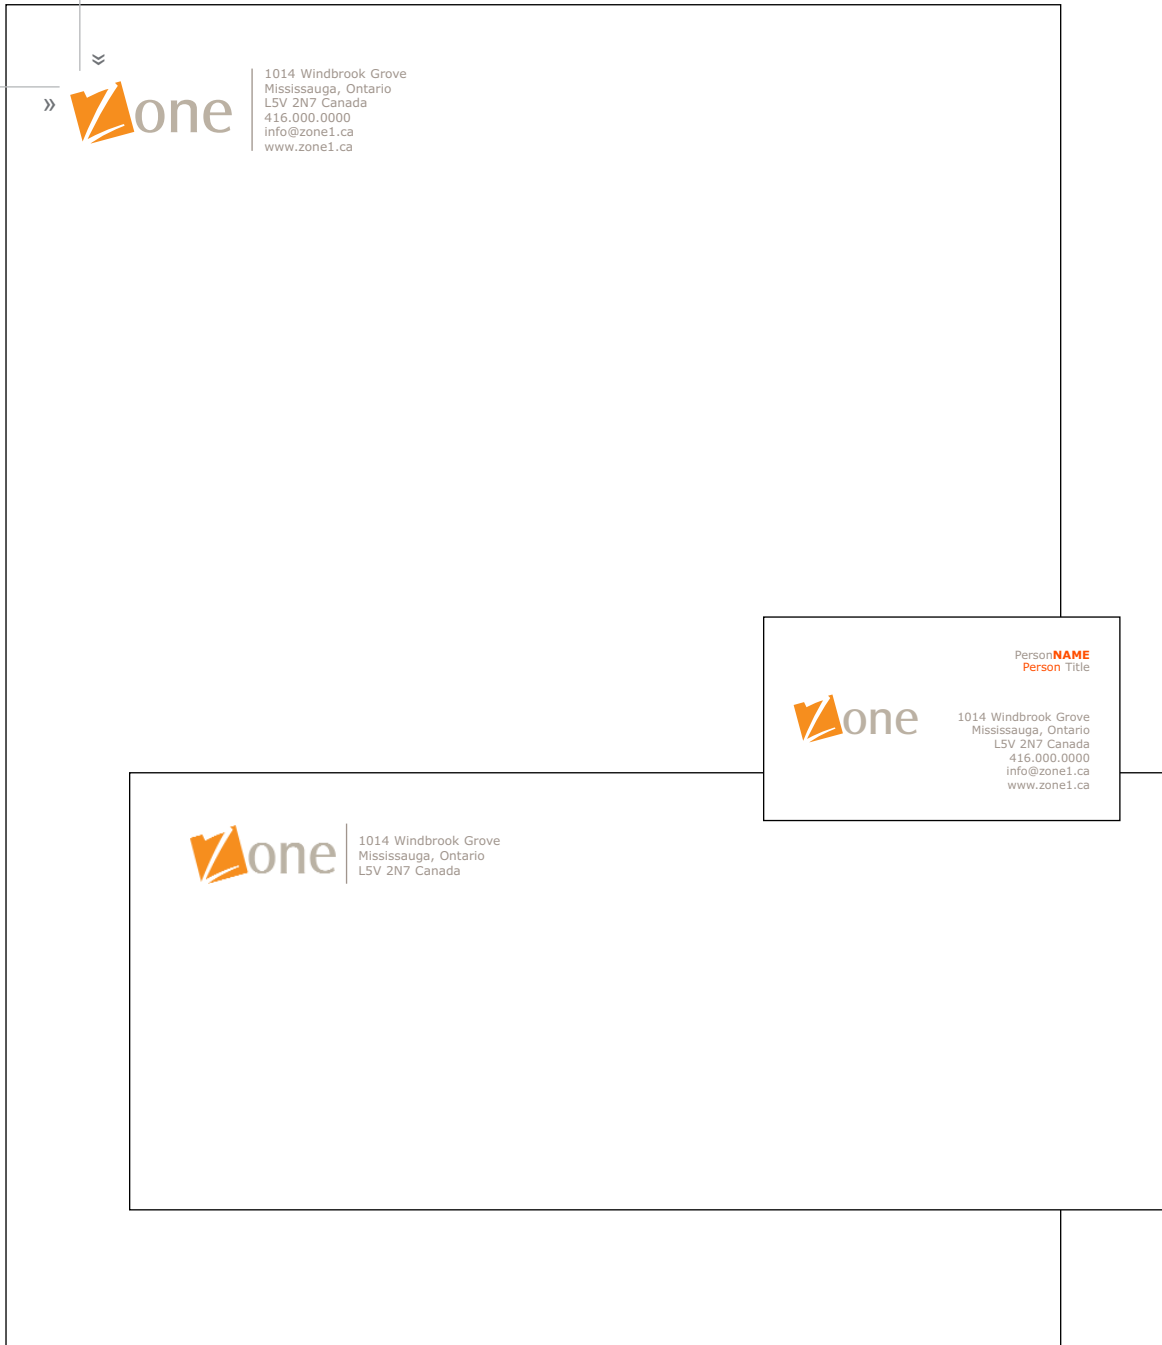 Zone
1014 Windbrook Grove
Mississauga, Ontario
L5V 2N7 Canada
416.000.0000
info@zone1.ca
www.zone1.ca
PersonNAME
Person Title
Zone
1014 Windbrook Grove
Mississauga, Ontario
L5V 2N7 Canada
416.000.0000
info@zone1.ca
www.zone1.ca
Zone
1014 Windbrook Grove
Mississauga, Ontario
L5V 2N7 Canada